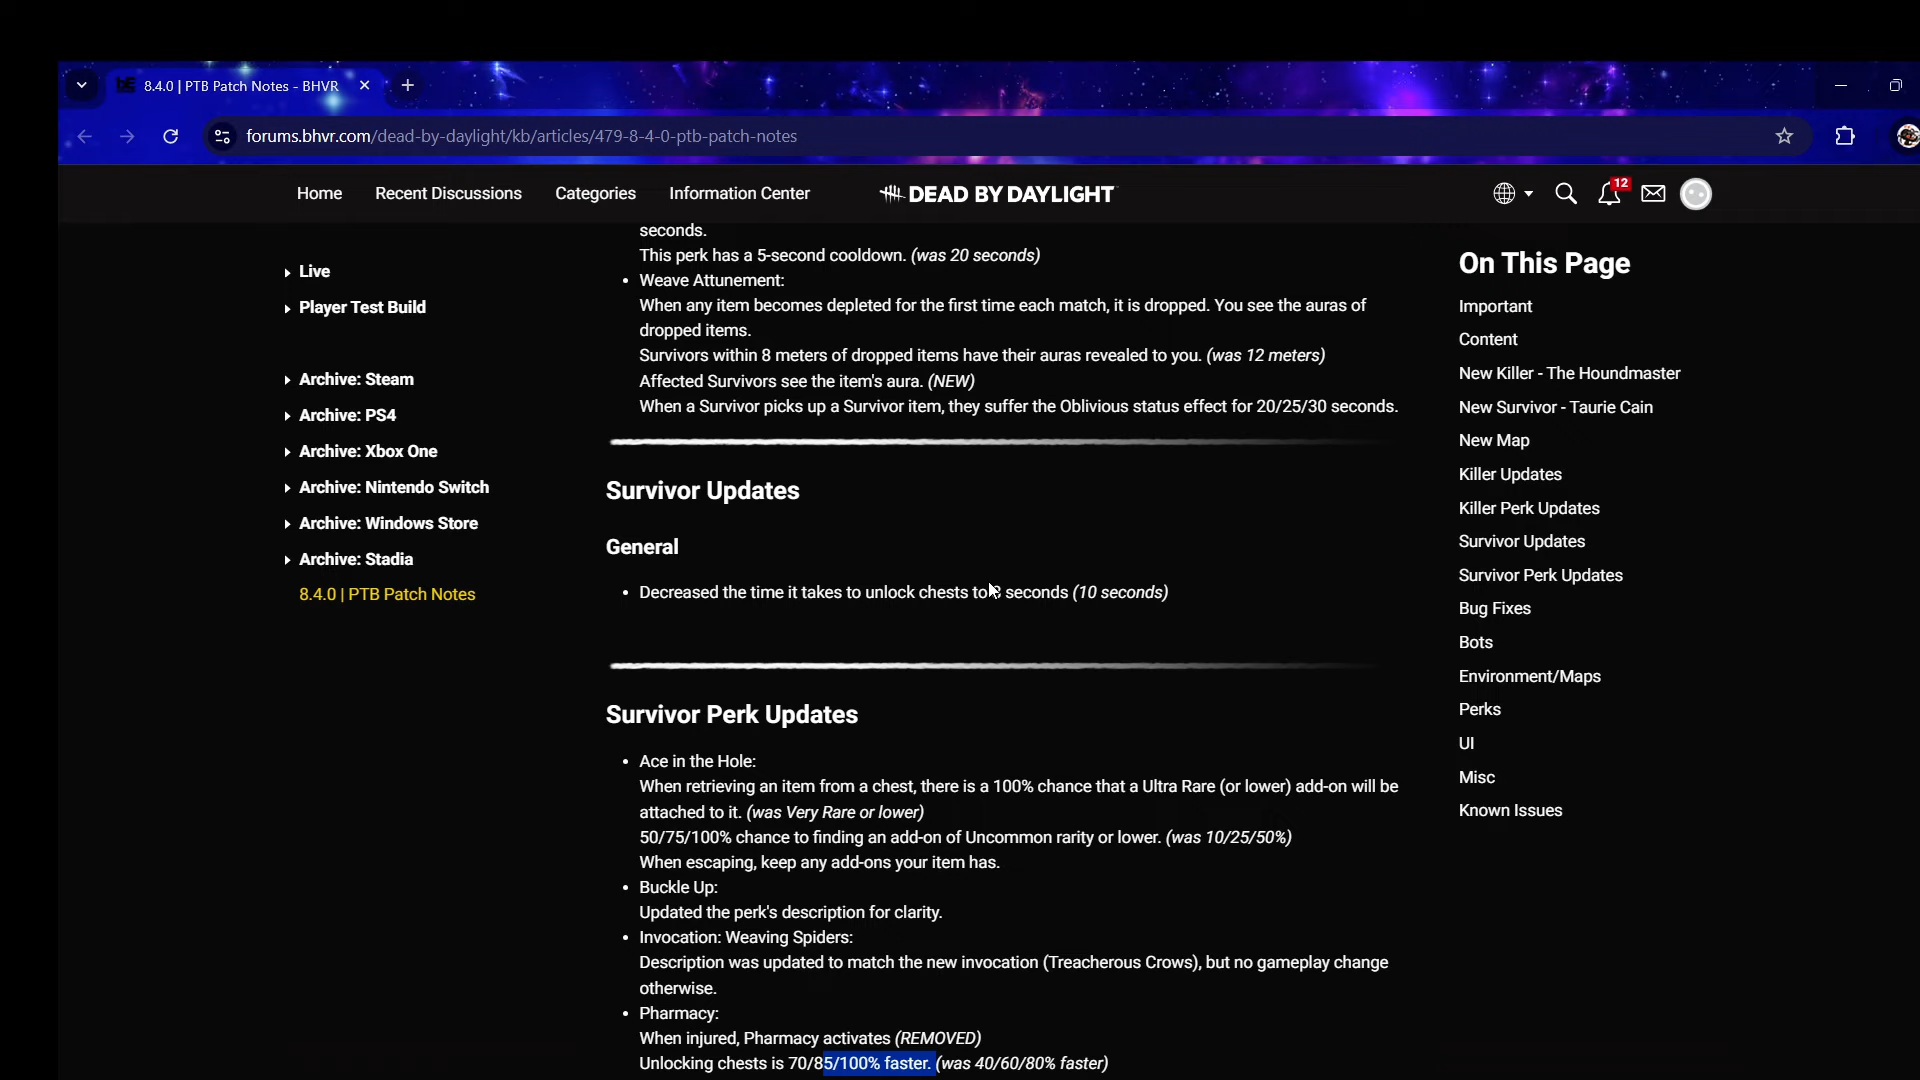 8.4.0 | PTB Patch Notes - BHVR
forums.bhvr.com/dead-by-daylight/kb/articles/479-8-4-0-ptb-patch-notes
Home Recent Discussions Categories Information Center DEAD BY DAYLIGHT 12
Live
Player Test Build
Archive: Steam
Archive: PS4
Archive: Xbox One
Archive: Nintendo Switch
Archive: Windows Store
Archive: Stadia
8.4.0 | PTB Patch Notes
seconds.
This perk has a 5-second cooldown. (was 20 seconds)
• Weave Attunement:
When any item becomes depleted for the first time each match, it is dropped. You see the auras of
dropped items.
Survivors within 8 meters of dropped items have their auras revealed to you. (was 12 meters)
Affected Survivors see the item's aura. (NEW)
When a Survivor picks up a Survivor item, they suffer the Oblivious status effect for 20/25/30 seconds.
Survivor Updates
General
• Decreased the time it takes to unlock chests to seconds (10 seconds)
Survivor Perk Updates
• Ace in the Hole:
When retrieving an item from a chest, there is a 100% chance that a Ultra Rare (or lower) add-on will be
attached to it. (was Very Rare or lower)
50/75/100% chance to finding an add-on of Uncommon rarity or lower. (was 10/25/50%)
When escaping, keep any add-ons your item has.
• Buckle Up:
Updated the perk's description for clarity.
• Invocation: Weaving Spiders:
Description was updated to match the new invocation (Treacherous Crows), but no gameplay change
otherwise.
• Pharmacy:
When injured, Pharmacy activates (REMOVED)
Unlocking chests is 70/85/100% faster. (was 40/60/80% faster)
On This Page
Important
Content
New Killer - The Houndmaster
New Survivor - Taurie Cain
New Map
Killer Updates
Killer Perk Updates
Survivor Updates
Survivor Perk Updates
Bug Fixes
Bots
Environment/Maps
Perks
UI
Misc
Known Issues